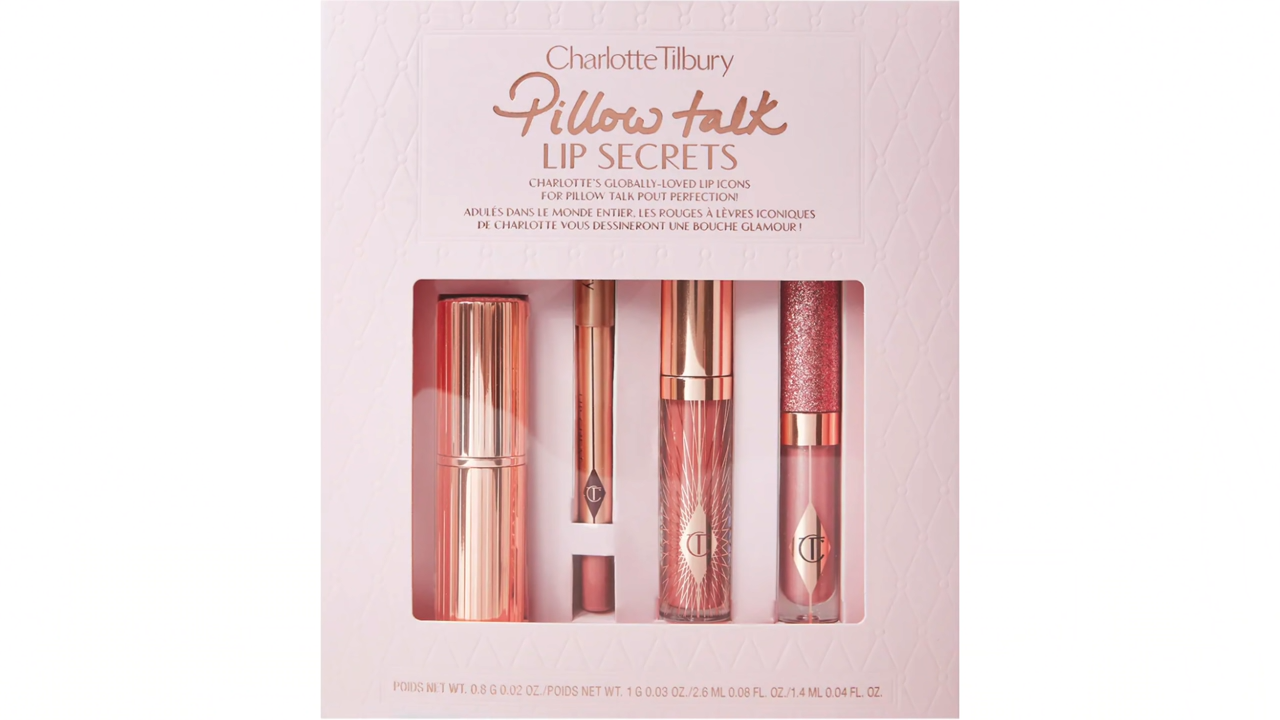 Charlotte Tilbury
Pillow talk
LIP SECRETS
CHARLOTTE'S GLOBALLY-LOVED LIP ICONS
FOR PILLOW TALK POUT PERFECTION!
ADULÉS DANS LE MONDE ENTIER, LES ROUGES À LÈVRES ICONIQUES
DE CHARLOTTE VOUS DESSINERONT UNE BOUCHE GLAMOUR !
CT
CT
CT
POIDS NET WT. 0.8 G 0.02 OZ./POIDS NET WT. 1 G 0.03 OZ./2.6 ML 0.08 FL. OZ./1.4 ML 0.04 FL. OZ.